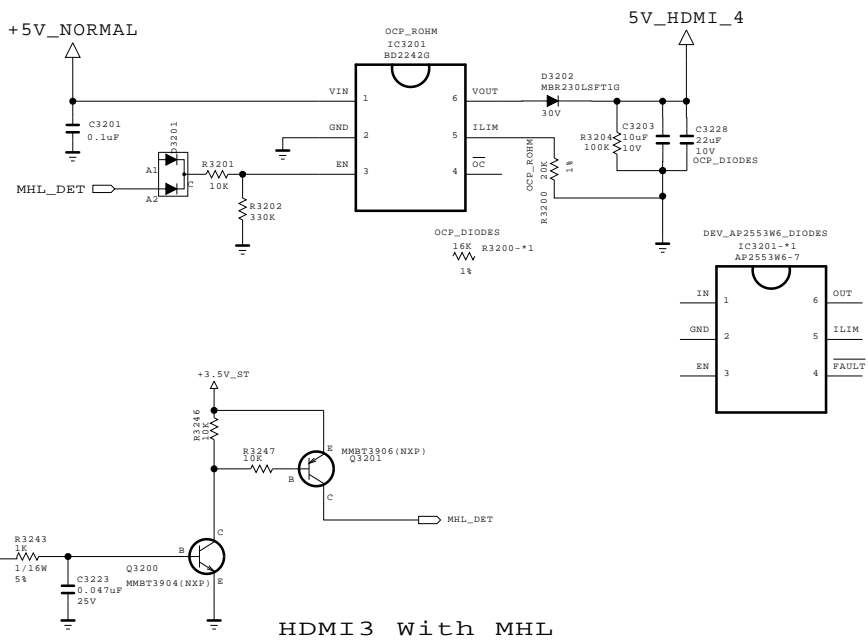 +5V_NORMAL
5V_HDMI_4
OCP_ROHM
IC3201
BD2242G
D3202
MBR230LSFT1G
30V
VIN
1
6
VOUT
GND
2
5
ILIM
EN
3
4
OC
C3201
0.1uF
D3201
A1
A2
C
MHL_DET
R3201
10K
R3202
330K
OCP_ROHM
R3200 20K
1%
R3204
100K
C3203
10uF
10V
C3228
22uF
10V
OCP_DIODES
OCP_DIODES
16K
R3200-*1
1%
DEV_AP2553W6_DIODES
IC3201-*1
AP2553W6-7
IN
1
6
OUT
GND
2
5
ILIM
EN
3
4
FAULT
+3.5V_ST
R3246
10K
R3247
10K
E
MMBT3906(NXP)
Q3201
B
C
MHL_DET
R3243
1K
1/16W
5%
C3223
0.047uF
25V
B
C
E
Q3200
MMBT3904(NXP)
HDMI3 With MHL